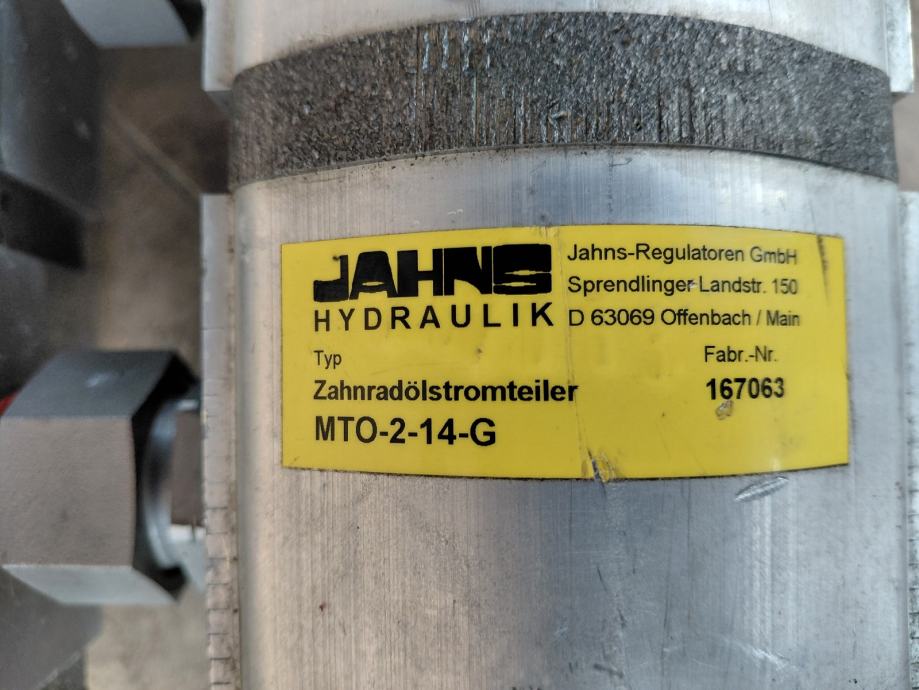 JAHNS
HYDRAULIK
Jahns-Regulatoren GmbH
Sprendlinger Landstr. 150
D 63069 Offenbach / Main
Typ
Zahnradölstromteiler
MTO-2-14-G
Fabr.-Nr.
167063